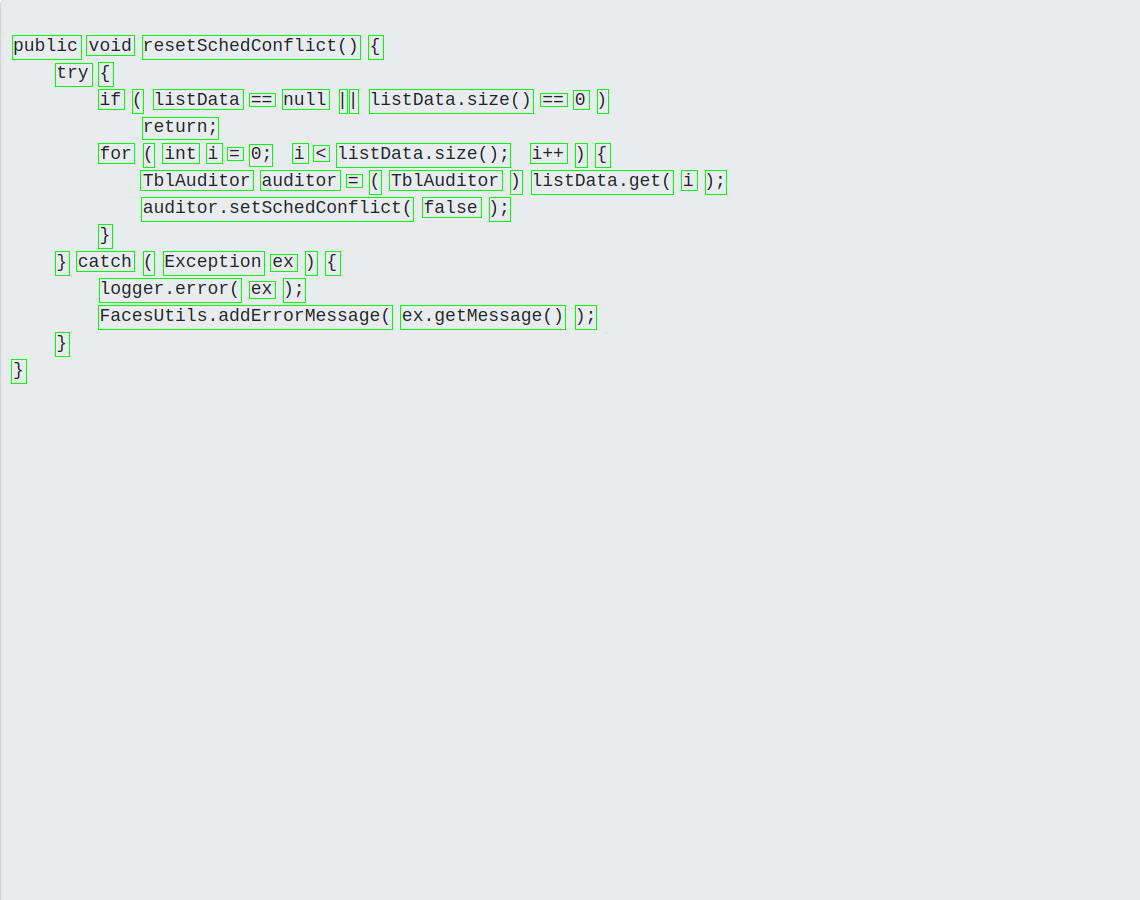 public void resetSchedConflict() {
    try {
        if ( listData == null || listData.size() == 0 )
            return;
        for ( int i = 0;  i < listData.size();  i++ ) {
            TblAuditor auditor = ( TblAuditor ) listData.get( i );
            auditor.setSchedConflict( false );
        }
    } catch ( Exception ex ) {
        logger.error( ex );
        FacesUtils.addErrorMessage( ex.getMessage() );
    }
}